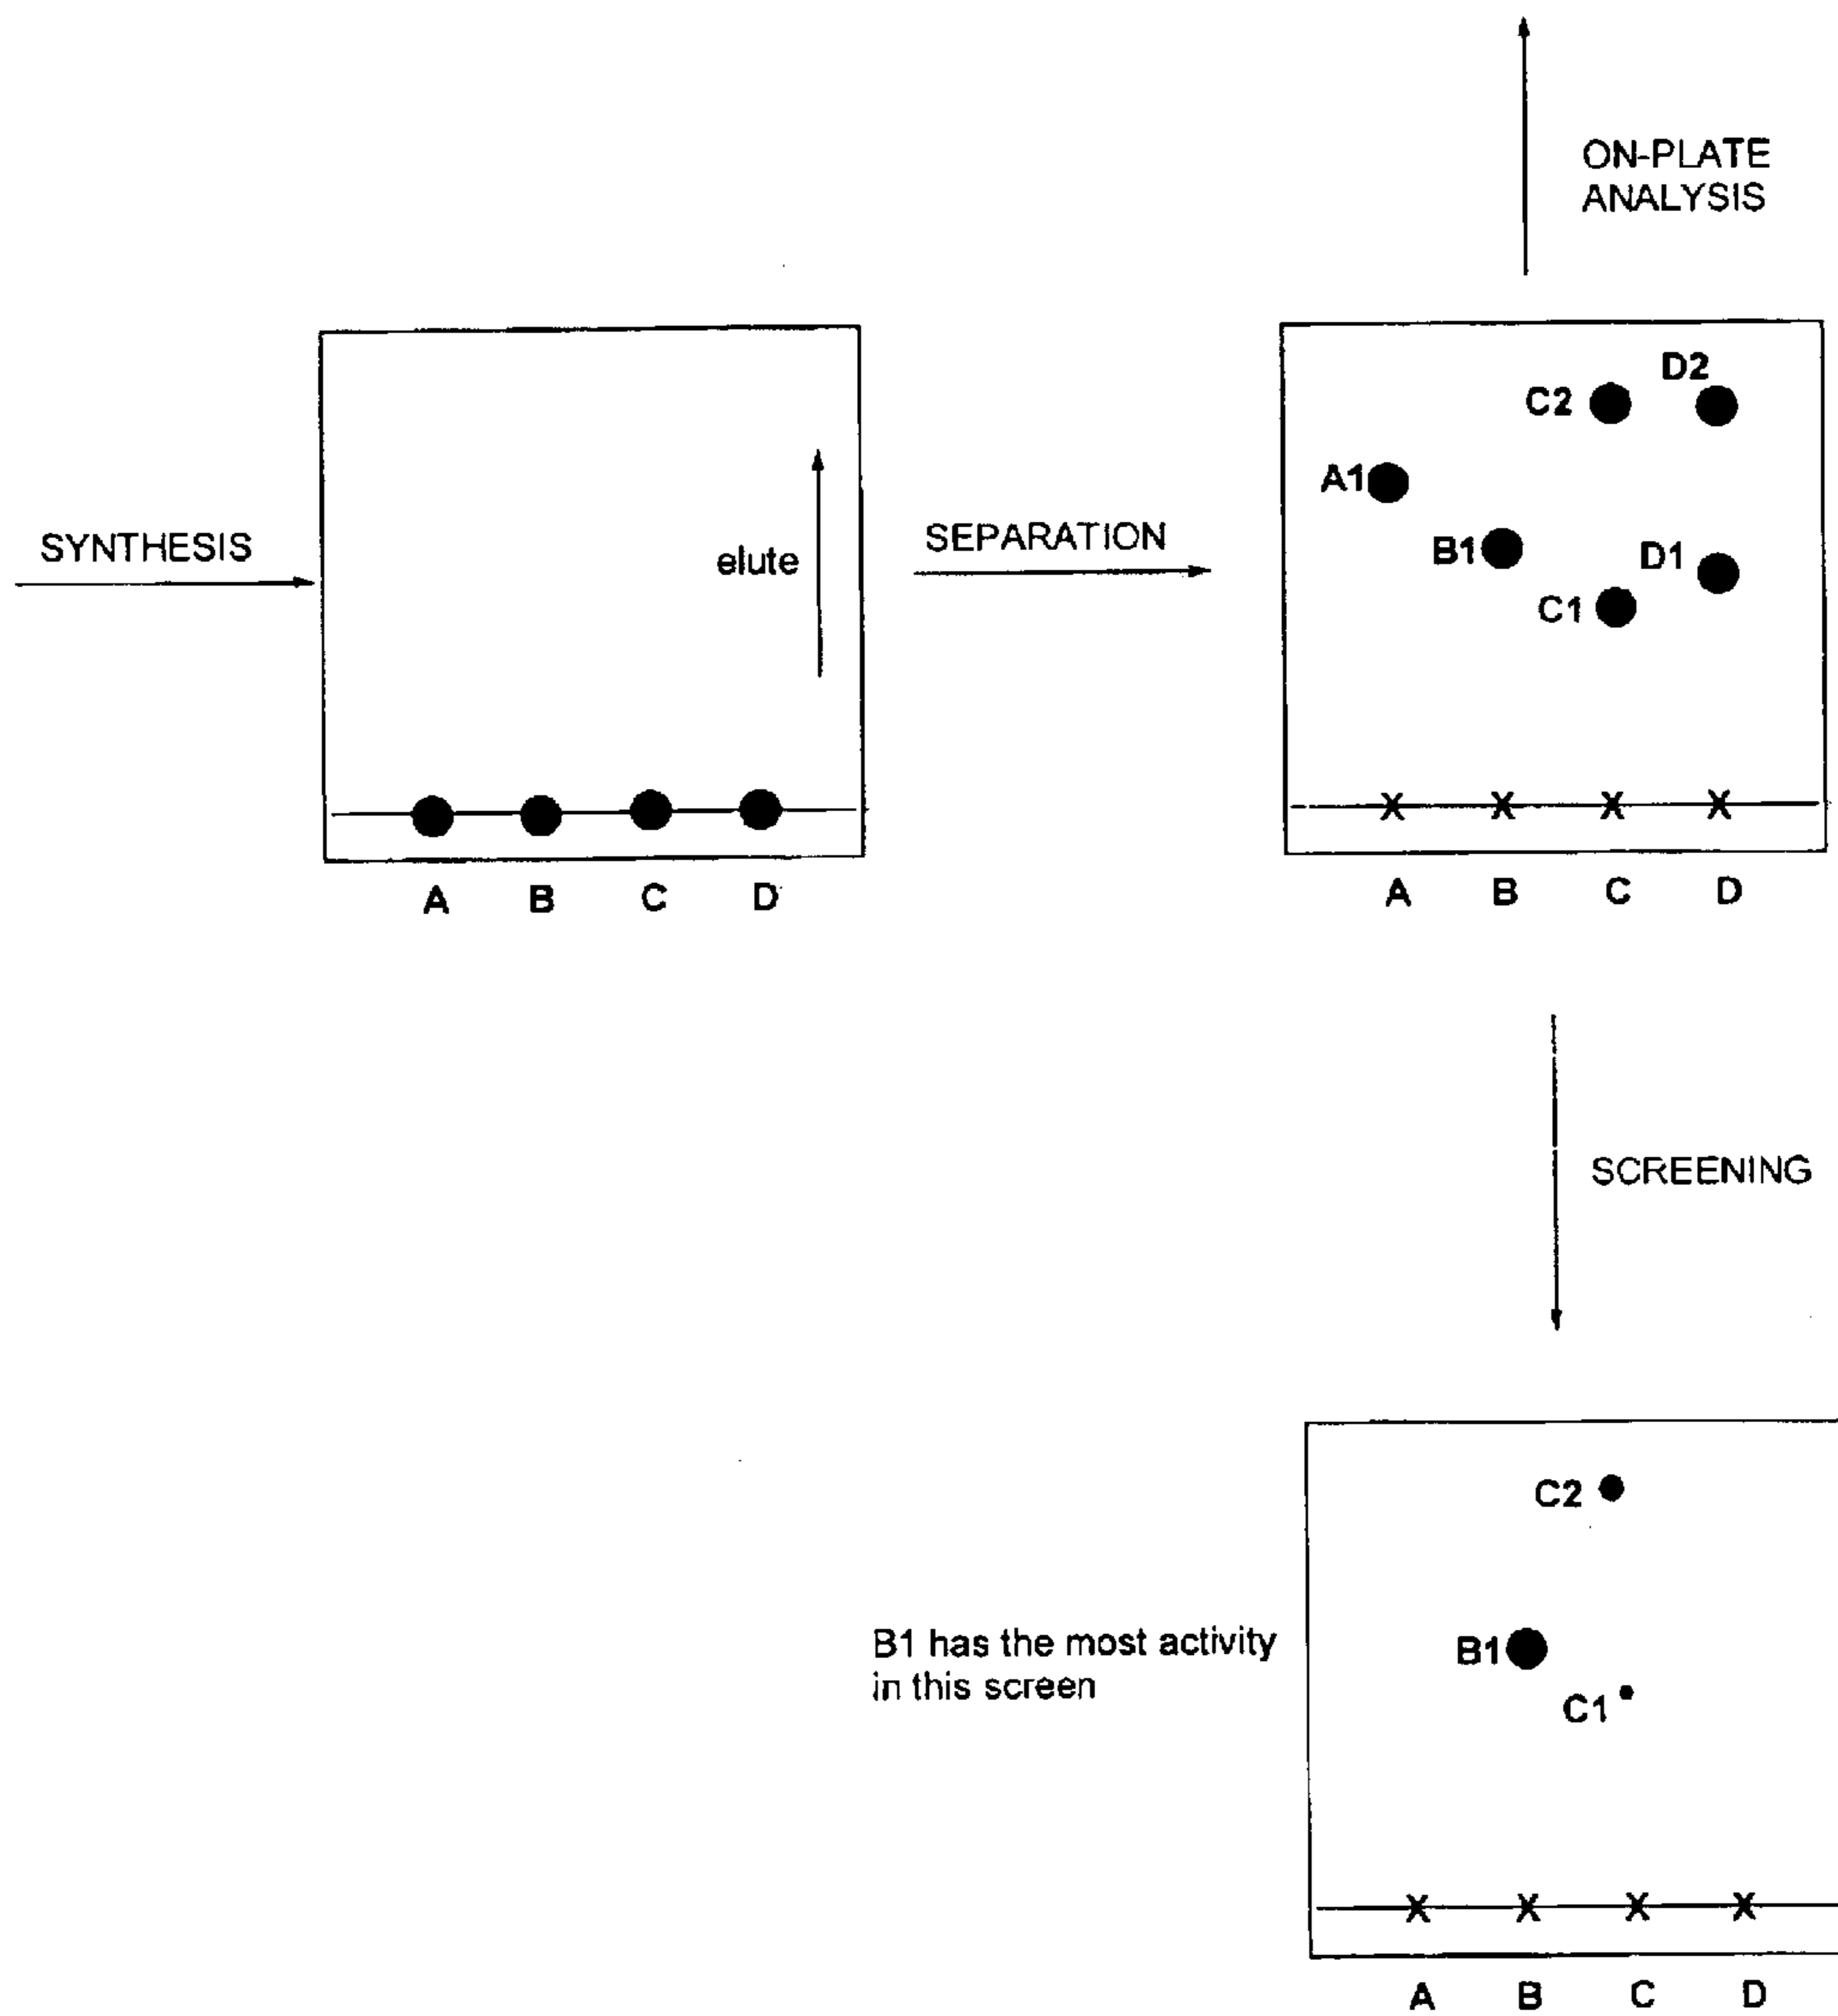 ON-PLATE
ANALYSIS
SYNTHESIS
elute
A B C D
SEPARATION
D2
C2
A1
B1
D1
C1
X X X X
A B C D
SCREENING
B1 has the most activity
in this screen
C2
B1
C1
X X X X
A B C D